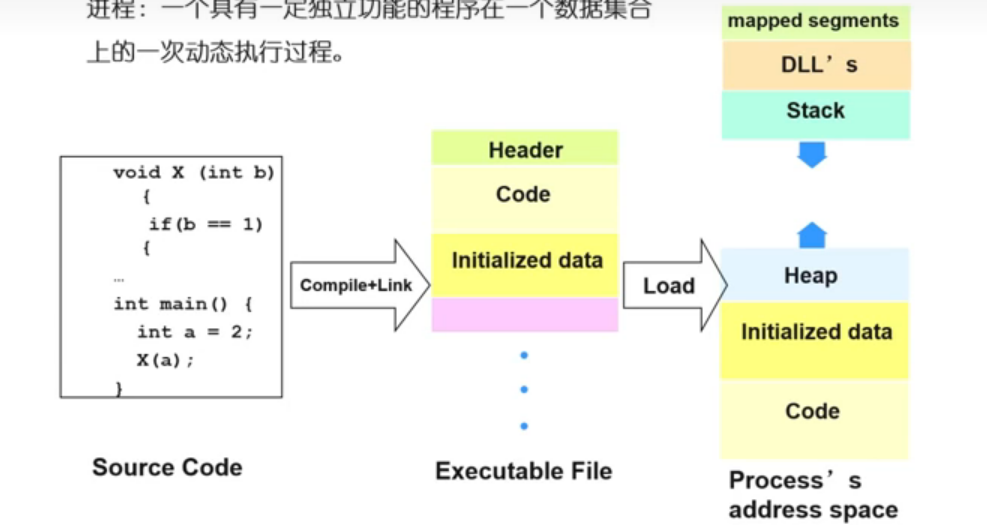 进程：一个具有一定独立功能的程序在一个数据集合
上的一次动态执行过程。
void X (int b)
{
if(b == 1)
{
…
int main() {
int a = 2;
X(a);
}
Source Code
Compile+Link
Header
Code
Initialized data
Executable File
Load
mapped segments
DLL’s
Stack
Heap
Initialized data
Code
Process’s
address space